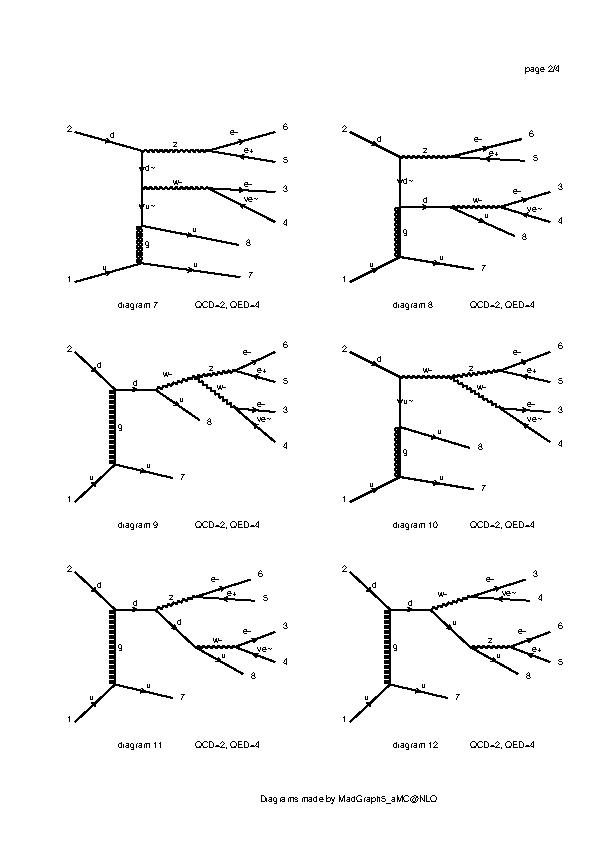 page 2/4
2 d z e- 6
e+ 5
d~
w- e- 3
ve~ 4
u~
u 8
g
1 u u 7
diagram 7 QCD=2, QED=4
2 d z e- 6
e+ 5
d~
d w- e- 3
ve~ 4
u 8
g
1 u u 7
diagram 8 QCD=2, QED=4
2 d w- z e- 6
e+ 5
d w- e- 3
u 8 ve~ 4
g
1 u u 7
diagram 9 QCD=2, QED=4
2 d w- z e- 6
e+ 5
w- e- 3
u~ ve~ 4
u 8
g
1 u u 7
diagram 10 QCD=2, QED=4
2 d d z e- 6
e+ 5
d w- e- 3
ve~ 4
g u 8
1 u u 7
diagram 11 QCD=2, QED=4
2 d d w- e- 3
ve~ 4
u z e- 6
e+ 5
g u 8
1 u u 7
diagram 12 QCD=2, QED=4
Diagrams made by MadGraph5_aMC@NLO